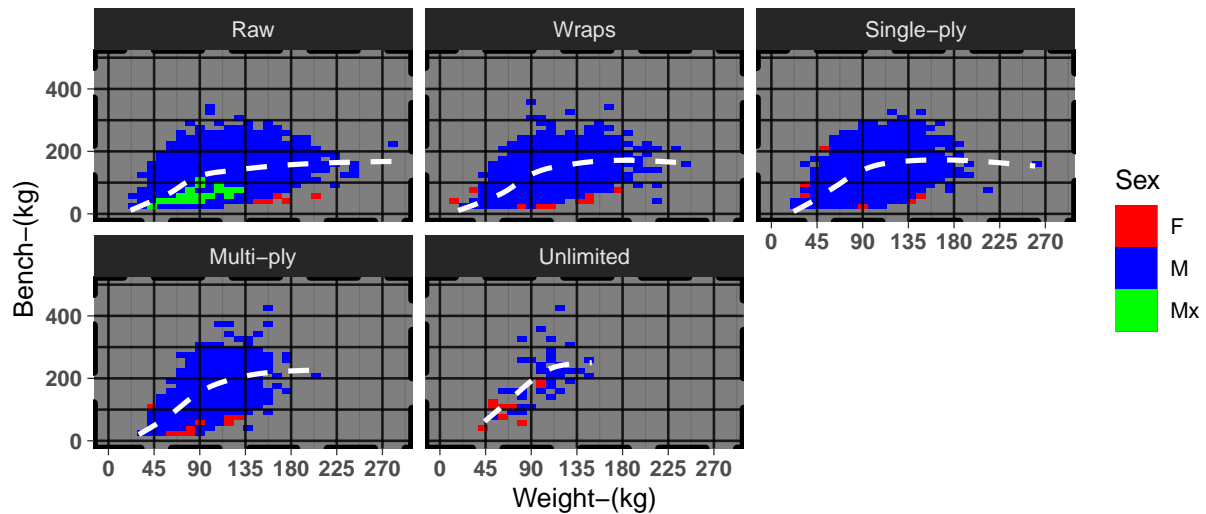 Raw
Wraps
Single−ply
400
200
0
0 45 90 135 180 225 270
Multi−ply
Unlimited
400
200
0
0 45 90 135 180 225 270
0 45 90 135 180 225 270
Weight−(kg)
Bench−(kg)
Sex
F
M
Mx